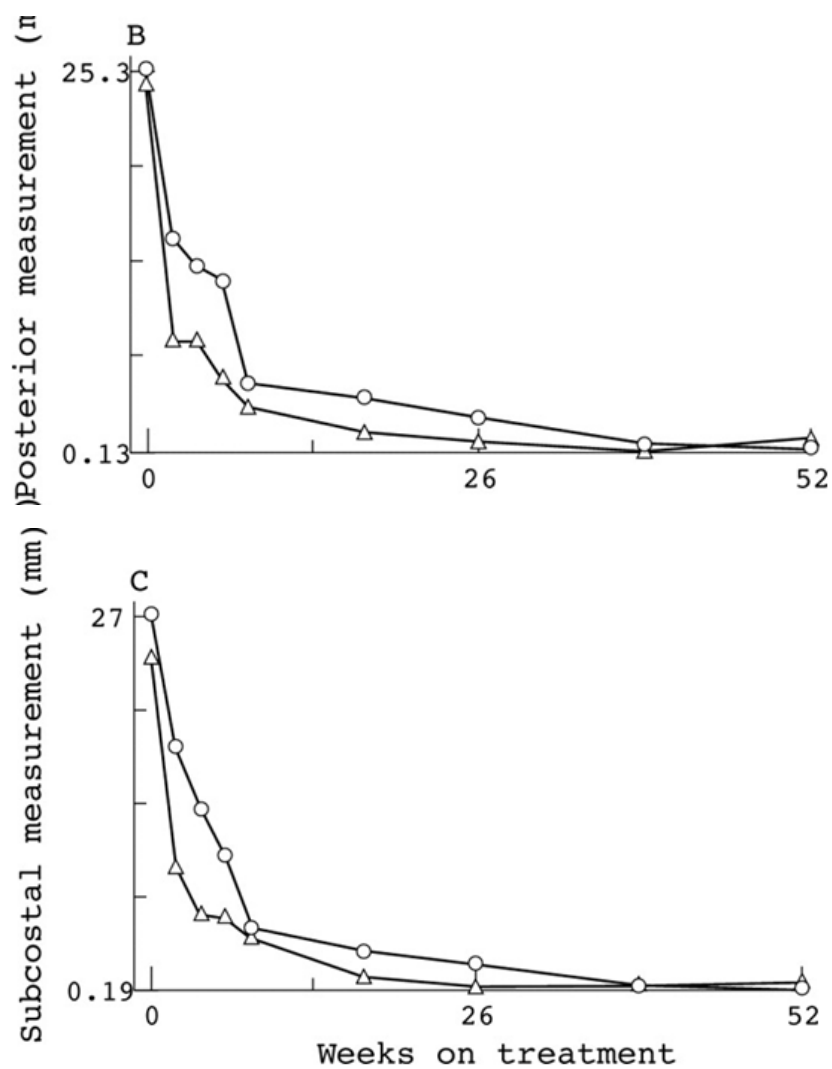 Posterior measurement
B
25.3
0.13
0
26
52
Subcostal measurement (mm)
C
27
0.19
0
26
52
Weeks on treatment